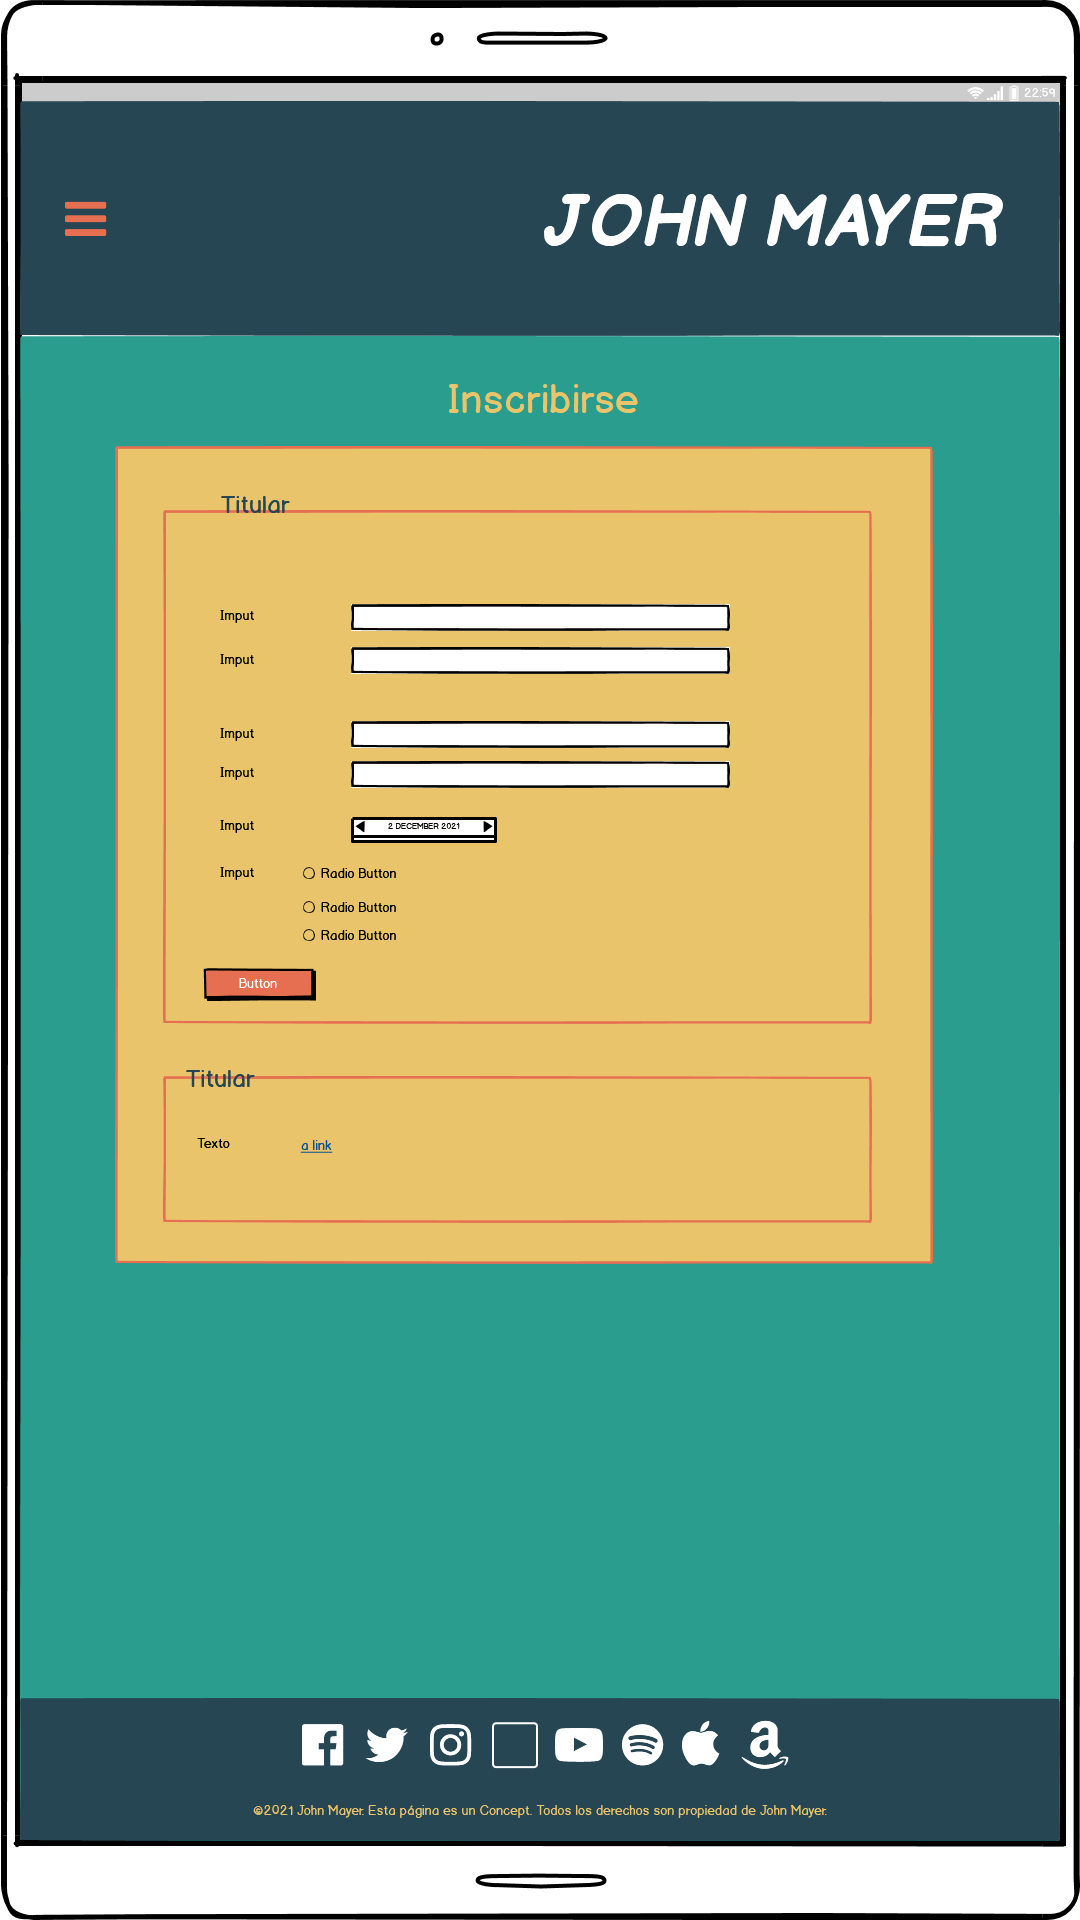 22:59
JOHN MAYER
Inscribirse
Titular
Imput
Imput
Imput
Imput
Imput
2 DECEMBER 2021
Imput
Radio Button
Radio Button
Radio Button
Button
Titular
Texto
a link
©2021 John Mayer. Esta página es un Concept. Todos los derechos son propiedad de John Mayer.